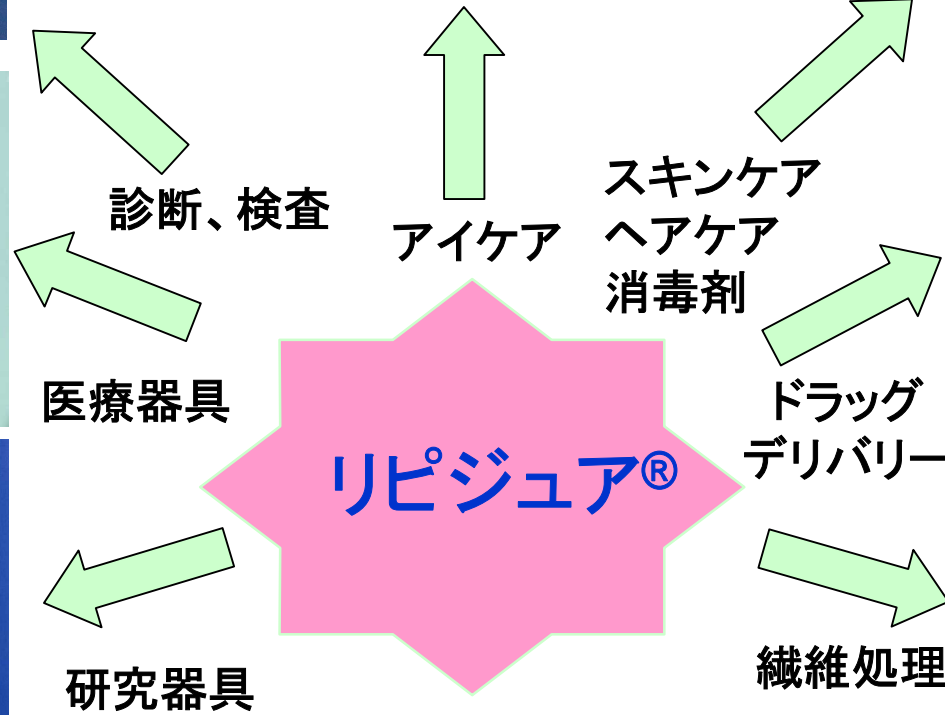 診断、検査
アイケア
スキンケア
ヘアケア
消毒剤
医療器具
ドラッグ
デリバリー
リピジュア®
研究器具
繊維処理